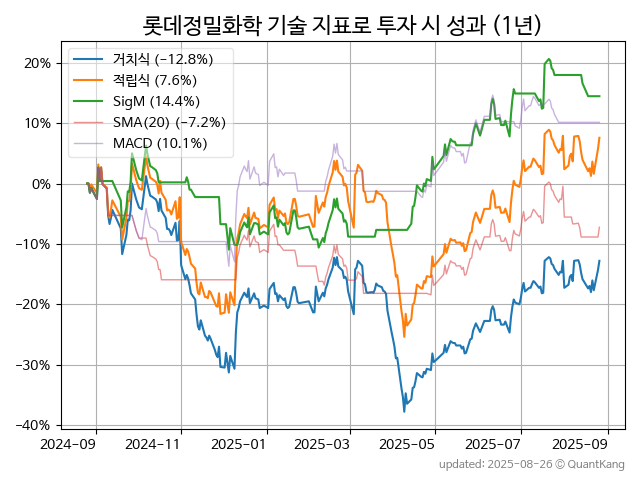 롯데정밀화학 기술 지표로 투자 시 성과 (1년)
거치식 (−12.8%)
적립식 (7.6%)
SigM (14.4%)
SMA(20) (−7.2%)
MACD (10.1%)
20%
10%
0%
−10%
−20%
−30%
−40%
2024−09
2024−11
2025−01
2025−03
2025−05
2025−07
2025−09
updated: 2025−08−26 ⓒ QuantKang